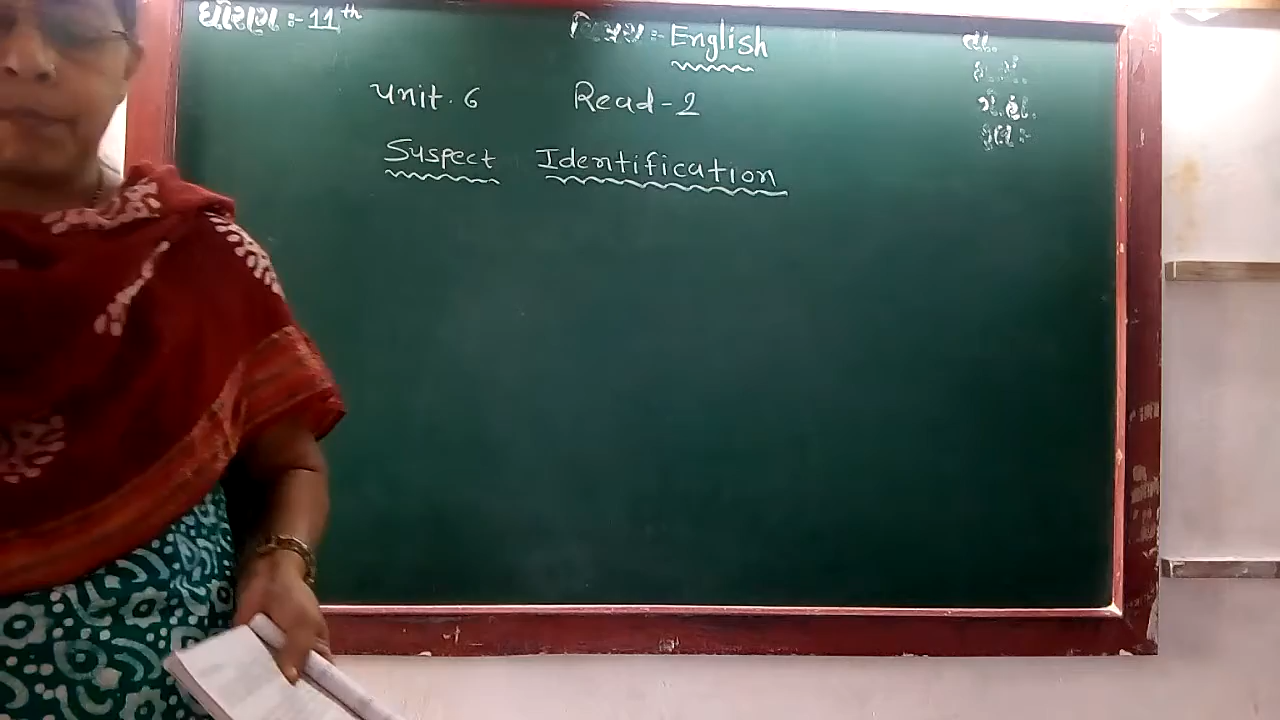 ધોરણ :- 11th
વિષય :- English
Unit. 6 Read-2
Suspect Identification
તા.
ગે.હા.
કુલ :-